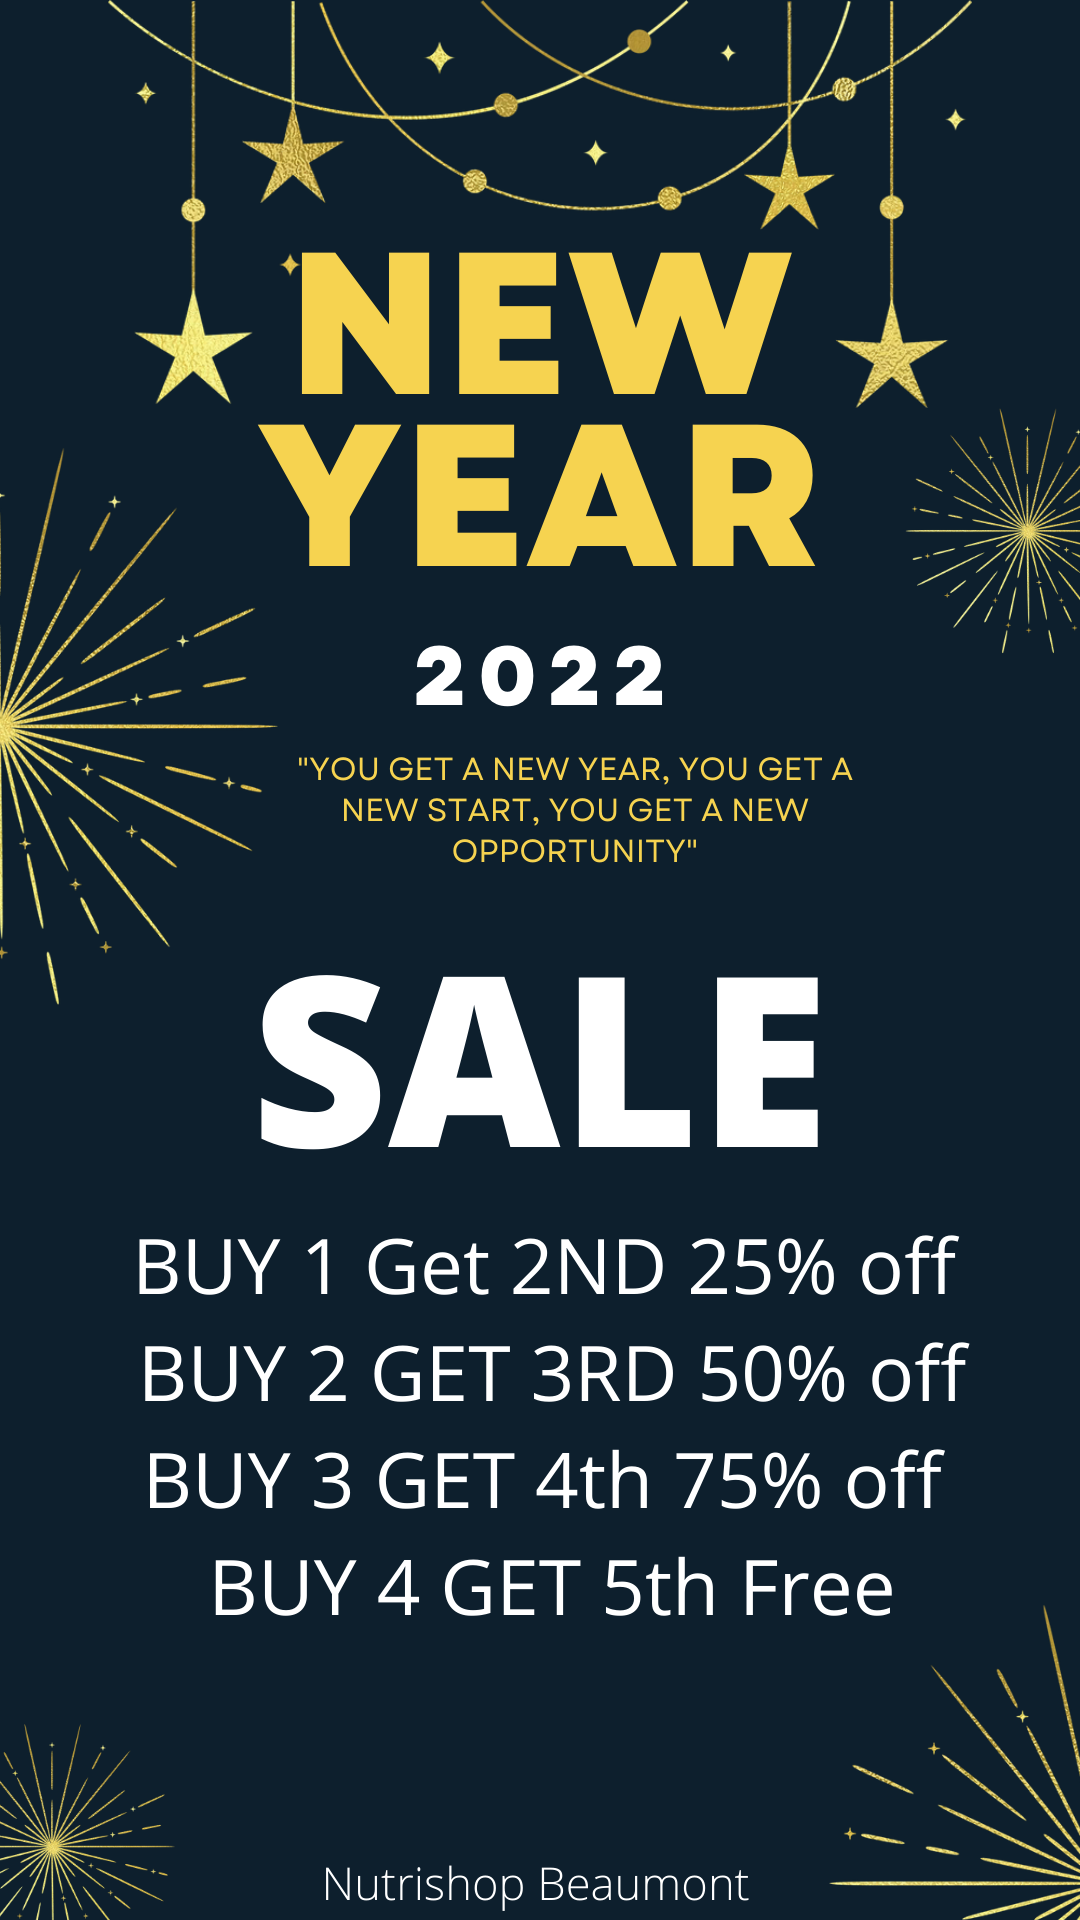 NEW
YEAR
2022
"YOU GET A NEW YEAR, YOU GET A
NEW START, YOU GET A NEW
OPPORTUNITY"
SALE
BUY 1 Get 2ND 25% off
BUY 2 GET 3RD 50% off
BUY 3 GET 4th 75% off
BUY 4 GET 5th Free
Nutrishop Beaumont